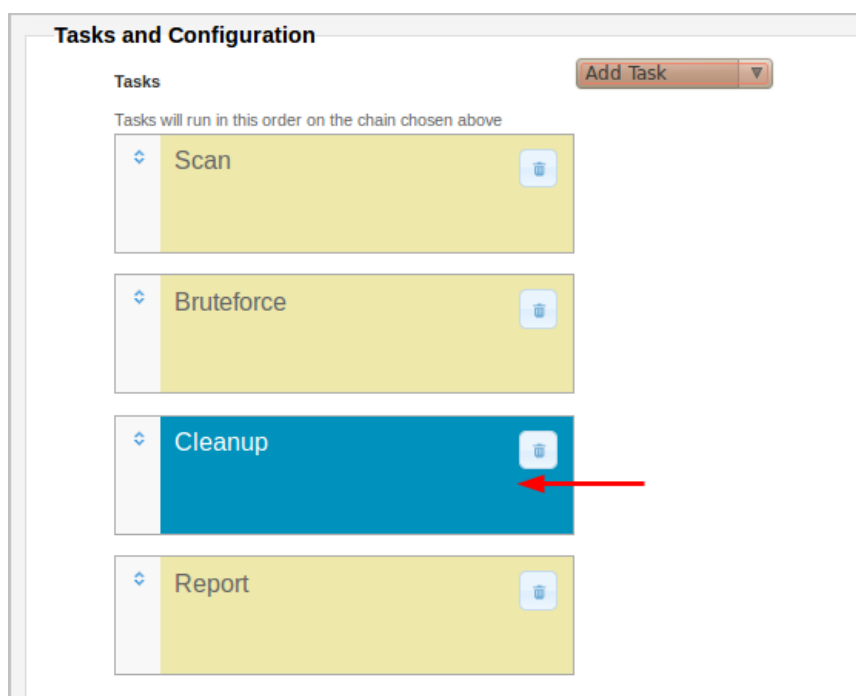 Tasks and Configuration
Tasks
Add Task
Tasks will run in this order on the chain chosen above
Scan
Bruteforce
Cleanup
Report